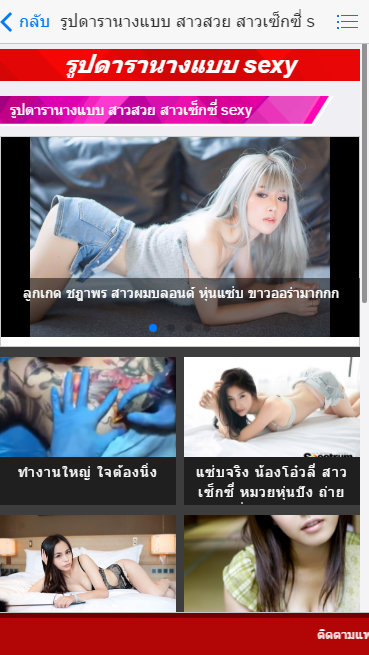 กลับ รูปดารานางแบบ สาวสวย สาวเซ็กซี่ s
รูปดารานางแบบ sexy
รูปดารานางแบบ สาวสวย สาวเซ็กซี่ sexy
ลูกเกด ชฎาพร สาวผมบลอนด์ หุ่นแซ่บ ขาวออร่ามากกก
ทำงานใหญ่ ใจต้องนิ่ง
แซ่บจริง น้องโอ๋วลี่ สาว
เซ็กซี่ หมวยหุ่นปัง ถ่าย
ติดตามแฟ